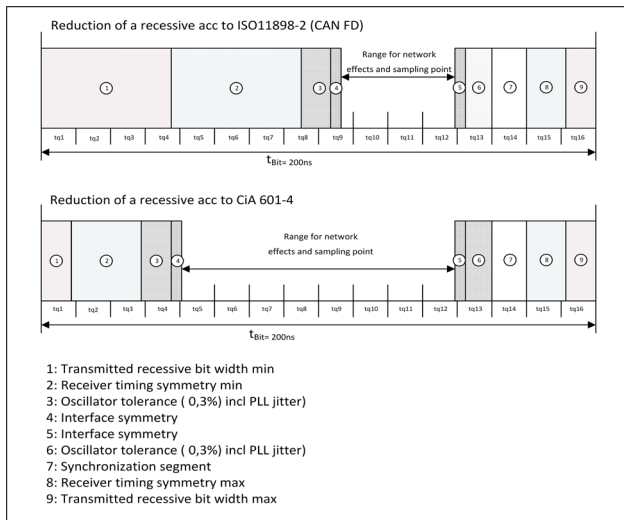 Reduction of a recessive acc to ISO11898-2 (CAN FD)
Range for network
effects and sampling point
1 2 3 4 5 6 7 8 9
tq1 tq2 tq3 tq4 tq5 tq6 tq7 tq8 tq9 tq10 tq11 tq12 tq13 tq14 tq15 tq16
tBit= 200ns
Reduction of a recessive acc to CiA 601-4
Range for network
effects and sampling point
1 2 3 4 5 6 7 8 9
tq1 tq2 tq3 tq4 tq5 tq6 tq7 tq8 tq9 tq10 tq11 tq12 tq13 tq14 tq15 tq16
tBit= 200ns
1: Transmitted recessive bit width min
2: Receiver timing symmetry min
3: Oscillator tolerance ( 0,3%) incl PLL jitter)
4: Interface symmetry
5: Interface symmetry
6: Oscillator tolerance ( 0,3%) incl PLL jitter)
7: Synchronization segment
8: Receiver timing symmetry max
9: Transmitted recessive bit width max